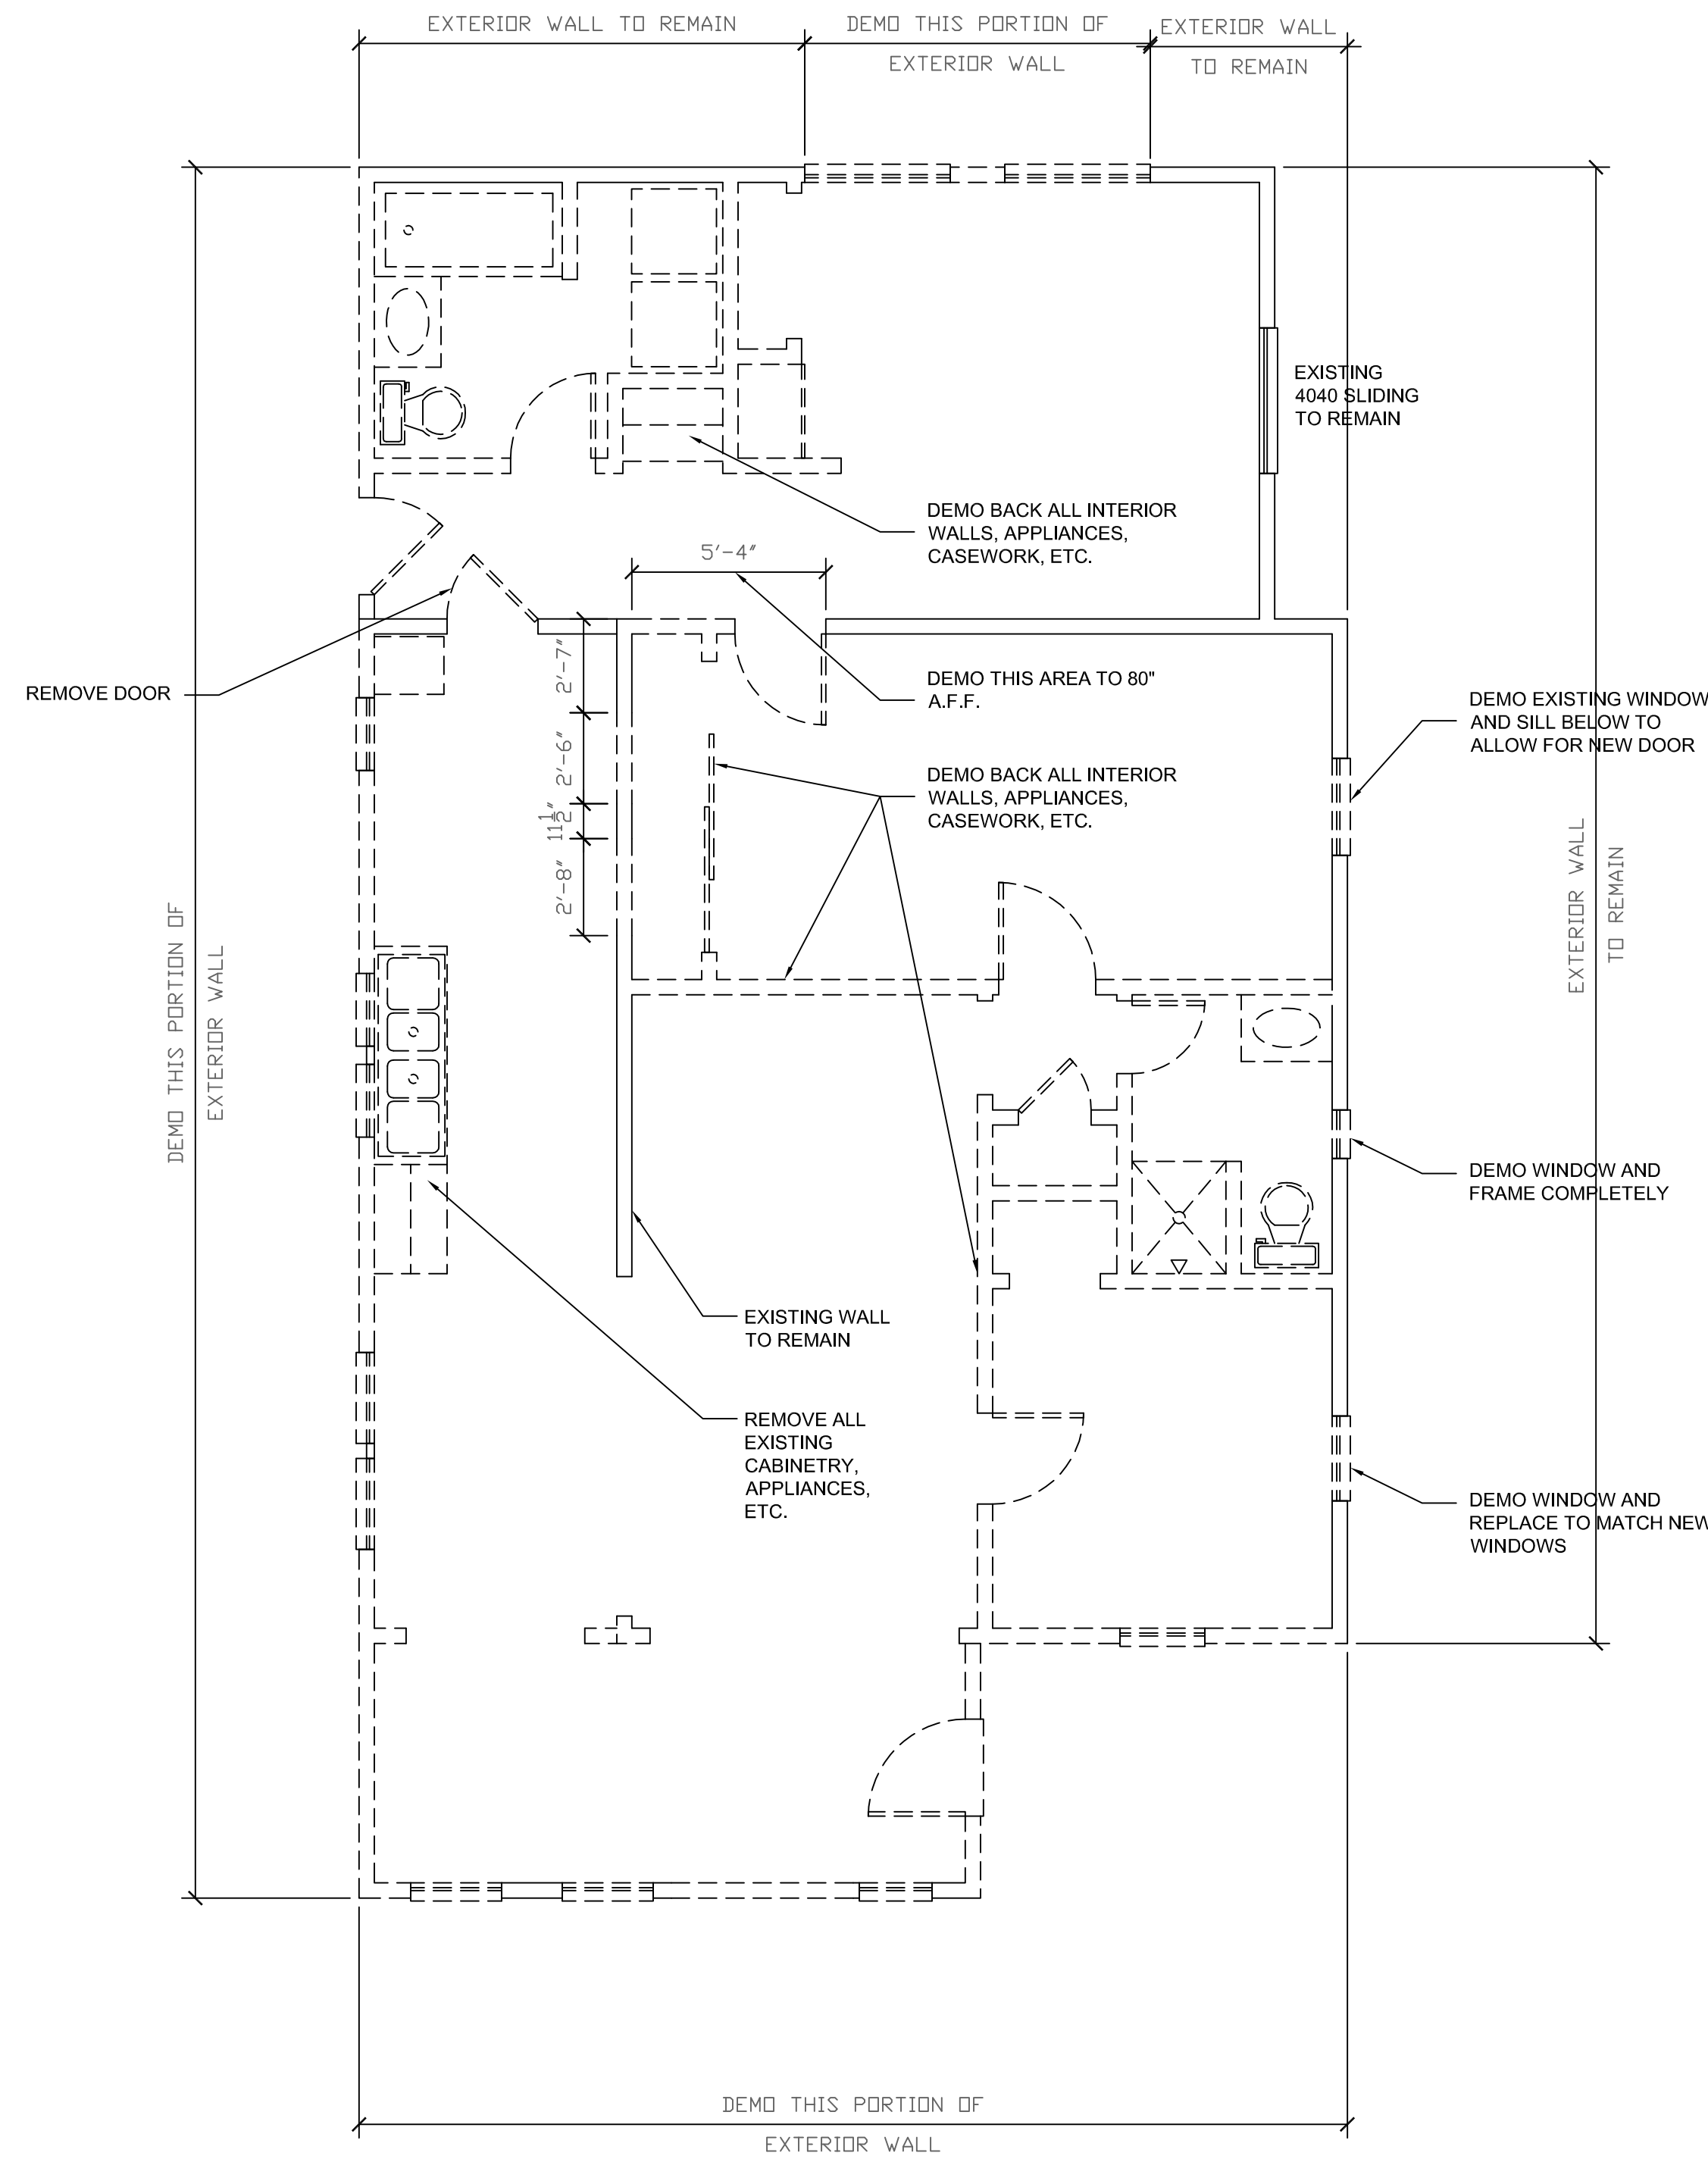 EXTERIOR WALL TO REMAIN
DEMO THIS PORTION OF
EXTERIOR WALL
EXTERIOR WALL
TO REMAIN
EXISTING
4040 SLIDING
TO REMAIN
DEMO BACK ALL INTERIOR
WALLS, APPLIANCES,
CASEWORK, ETC.
5'-4"
REMOVE DOOR
2'-7"
2'-6"
11 1/2"
2'-8"
DEMO THIS AREA TO 80"
A.F.F.
DEMO EXISTING WINDOW
AND SILL BELOW TO
ALLOW FOR NEW DOOR
DEMO BACK ALL INTERIOR
WALLS, APPLIANCES,
CASEWORK, ETC.
DEMO THIS PORTION OF
EXTERIOR WALL
EXTERIOR WALL
TO REMAIN
DEMO WINDOW AND
FRAME COMPLETELY
EXISTING WALL
TO REMAIN
REMOVE ALL
EXISTING
CABINETRY,
APPLIANCES,
ETC.
DEMO WINDOW AND
REPLACE TO MATCH NEW
WINDOWS
DEMO THIS PORTION OF
EXTERIOR WALL